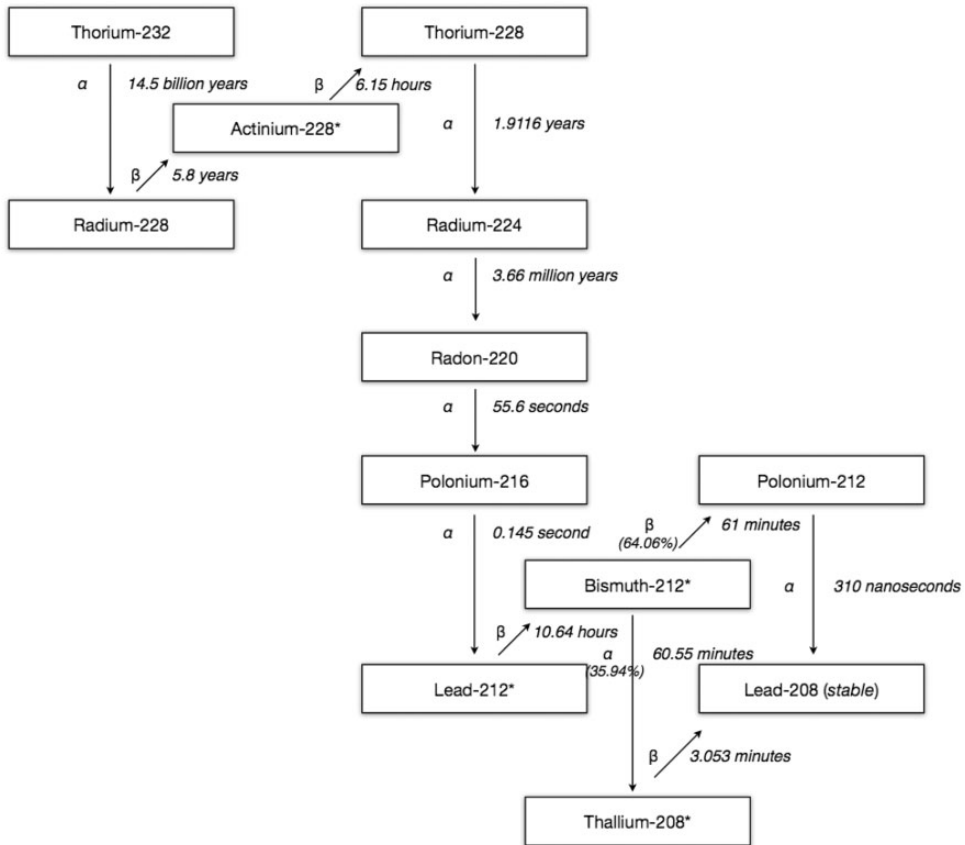 Thorium-232
Thorium-228
α
14.5 billion years
β
6.15 hours
Actinium-228*
α
1.9116 years
β
5.8 years
Radium-228
Radium-224
α
3.66 million years
Radon-220
α
55.6 seconds
Polonium-216
Polonium-212
α
0.145 second
β
(64.06%)
61 minutes
Bismuth-212*
α
310 nanoseconds
β
10.64 hours
α
(35.94%)
60.55 minutes
Lead-212*
Lead-208 (stable)
β
3.053 minutes
Thallium-208*